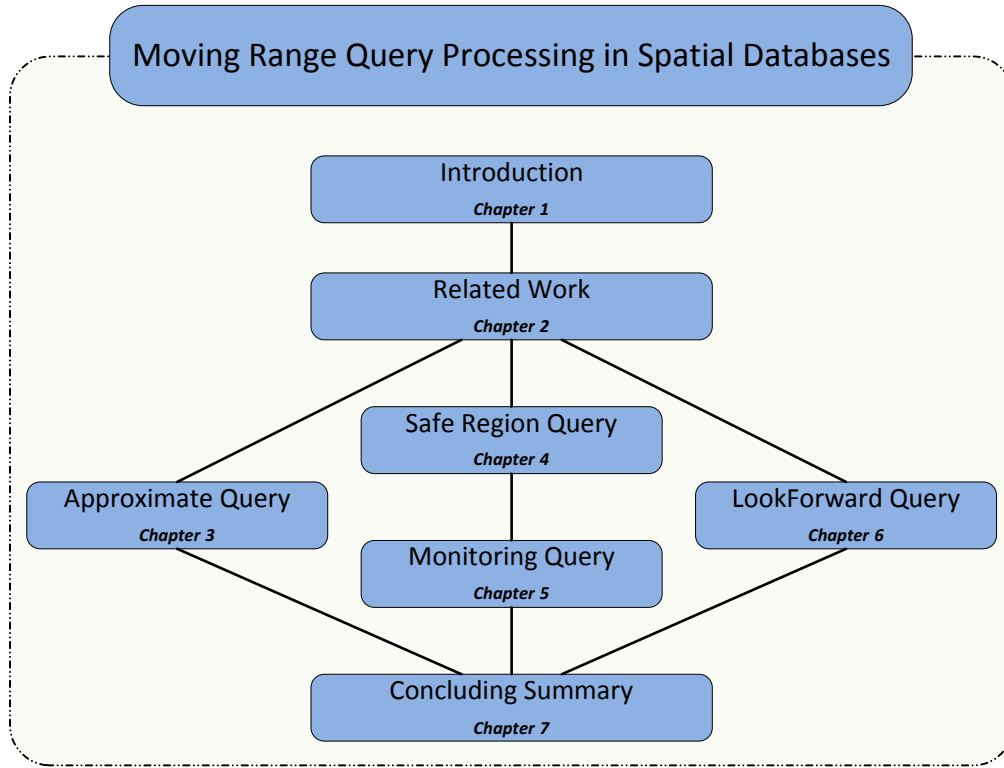 Moving Range Query Processing in Spatial Databases
Introduction
Chapter 1
Related Work
Chapter 2
Safe Region Query
Chapter 4
Approximate Query
Chapter 3
LookForward Query
Chapter 6
Monitoring Query
Chapter 5
Concluding Summary
Chapter 7